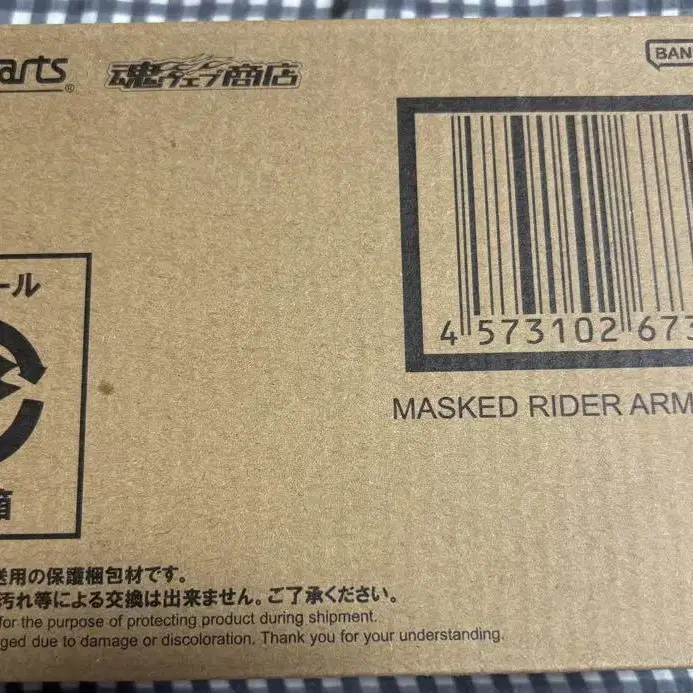 arts®
魂ウェブ商店
BAN
4 573102 673
MASKED RIDER ARM
ール
箱
送用の保護梱包材です。
汚れ等による交換は出来ません。ご了承ください。
for the purpose of protecting product during shipment.
ged due to damage or discoloration. Thank you for your understanding.